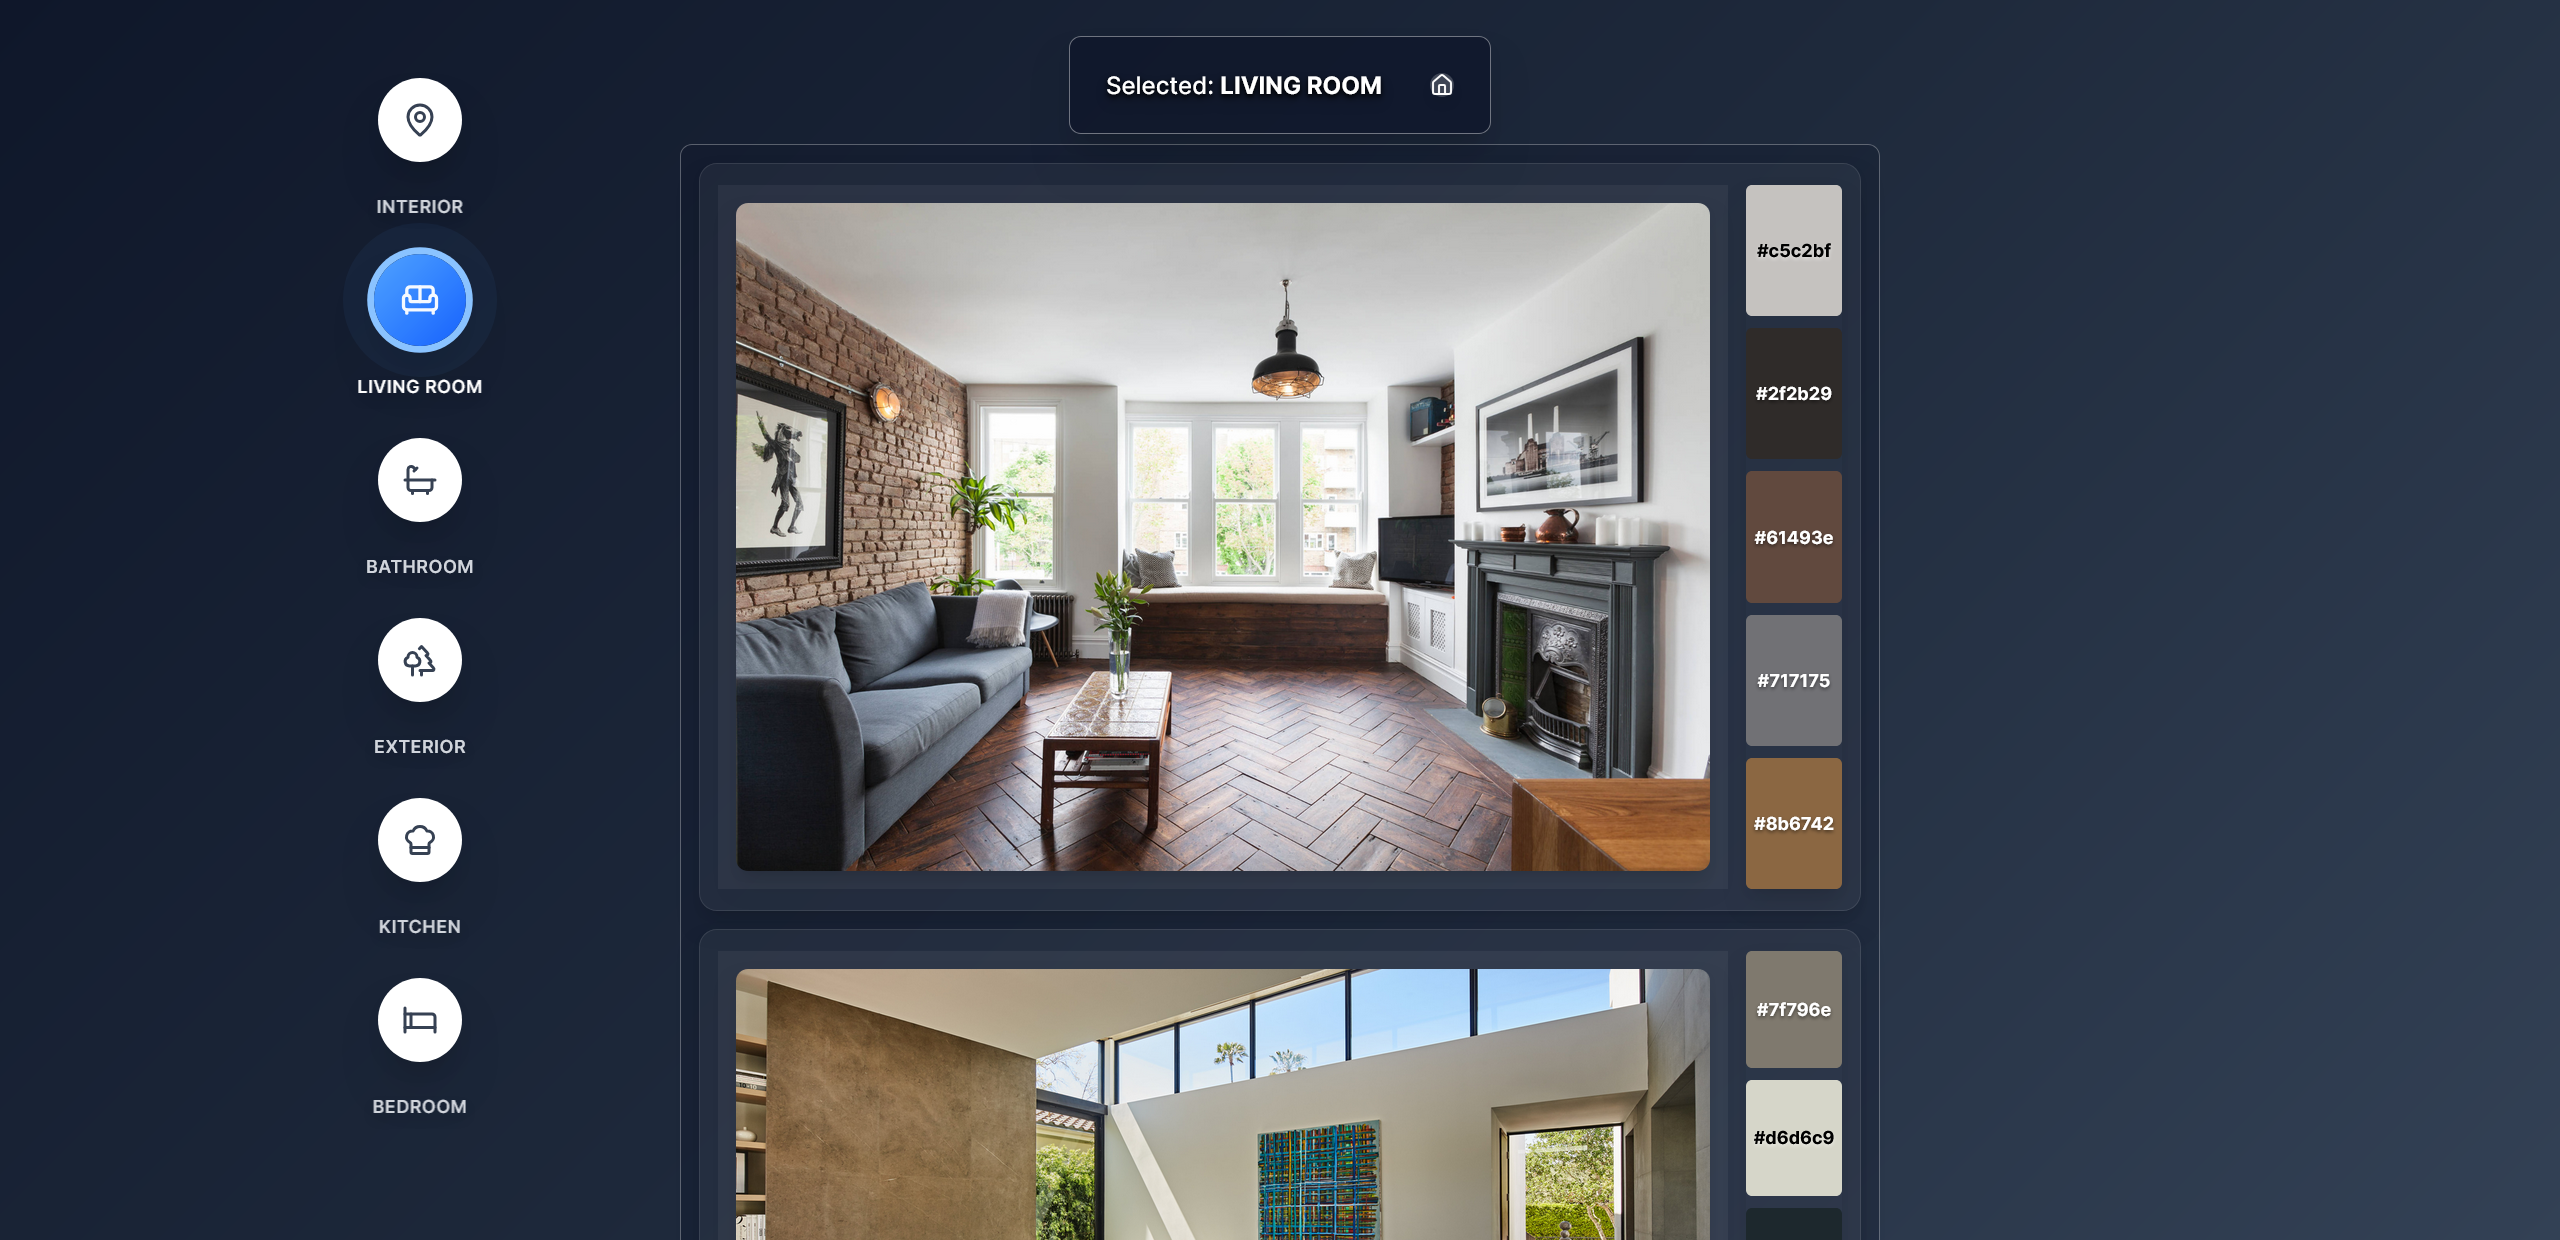 Selected: LIVING ROOM
INTERIOR
LIVING ROOM
BATHROOM
EXTERIOR
KITCHEN
BEDROOM
#c5c2bf
#2f2b29
#61493e
#717175
#8b6742
#7f796e
#d6d6c9